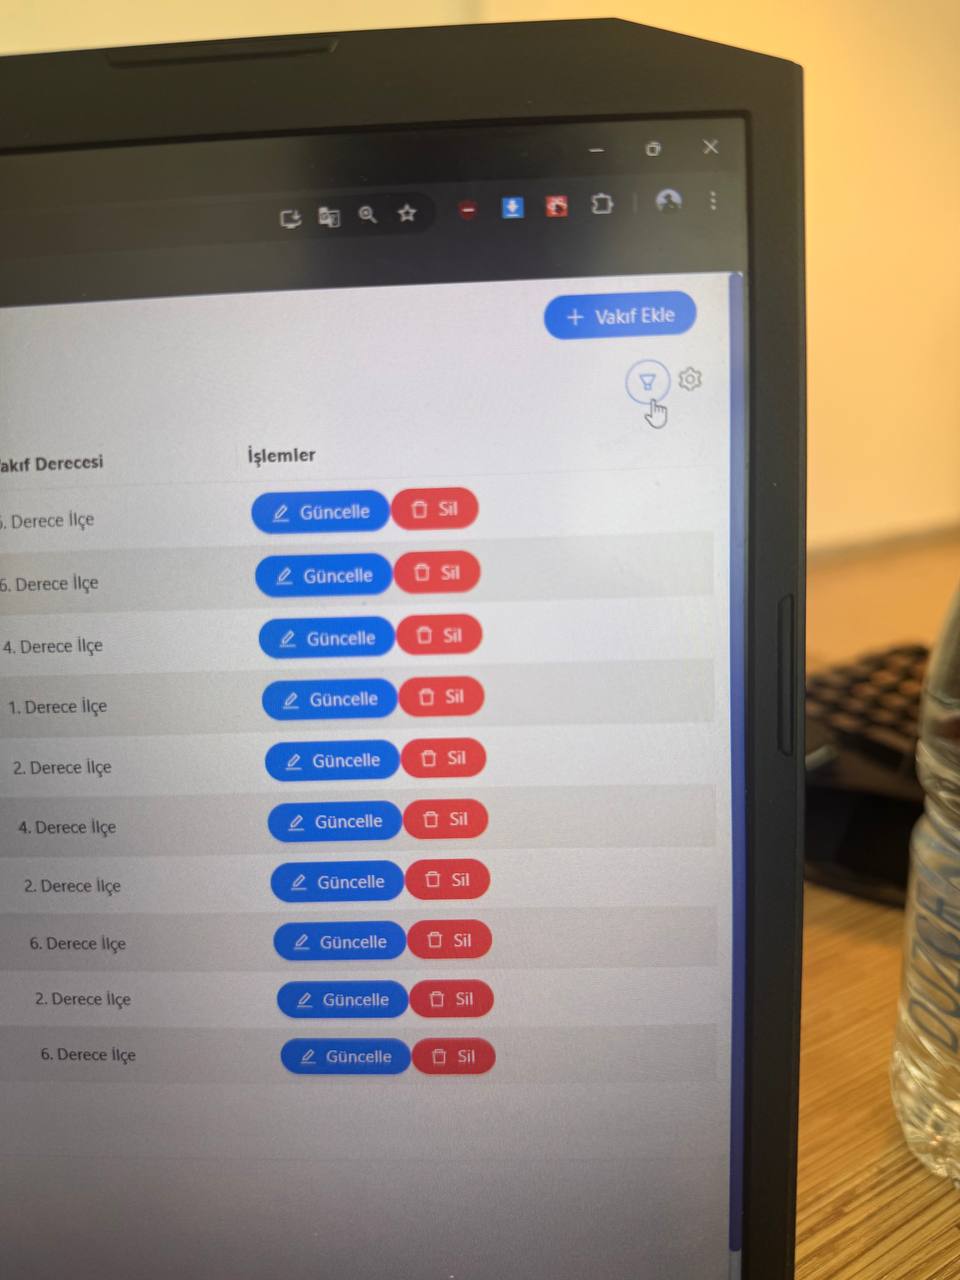 + Vakıf Ekle
akıf Derecesi İşlemler
6. Derece İlçe Güncelle Sil
6. Derece İlçe Güncelle Sil
4. Derece İlçe Güncelle Sil
1. Derece İlçe Güncelle Sil
2. Derece İlçe Güncelle Sil
4. Derece İlçe Güncelle Sil
2. Derece İlçe Güncelle Sil
6. Derece İlçe Güncelle Sil
2. Derece İlçe Güncelle Sil
6. Derece İlçe Güncelle Sil